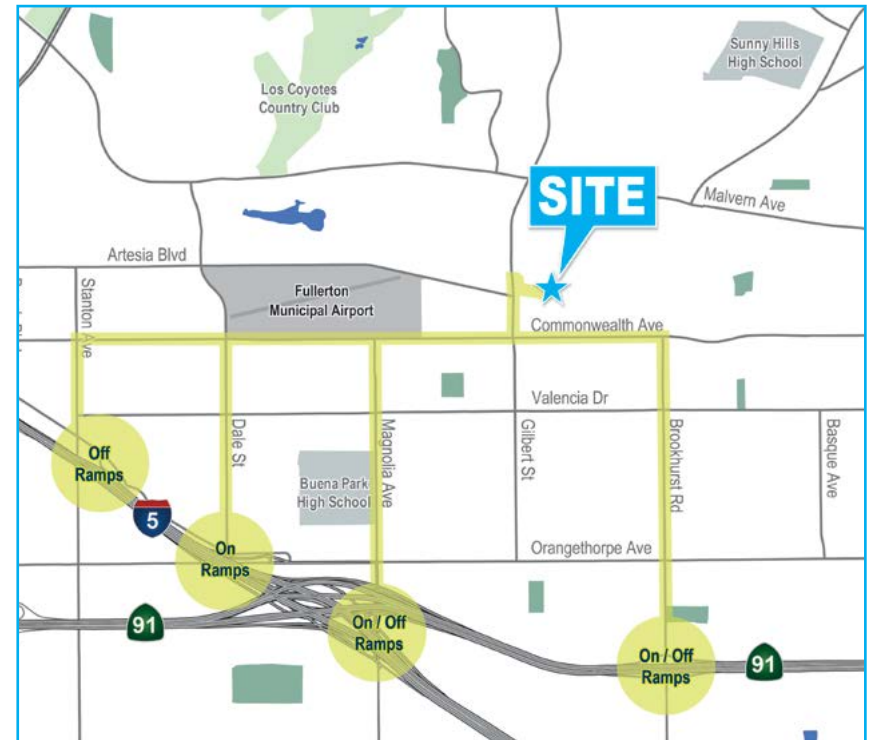 Sunny Hills
High School
Los Coyotes
Country Club
SITE
Malvern Ave
Artesia Blvd
Stanton Ave
Fullerton
Municipal Airport
Commonwealth Ave
Valencia Dr
Dale St
Magnolia Ave
Gilbert St
Brookhurst Rd
Basque Ave
Off
Ramps
Buena Park
High School
5
On
Ramps
Orangethorpe Ave
91
On / Off
Ramps
On / Off
Ramps
91